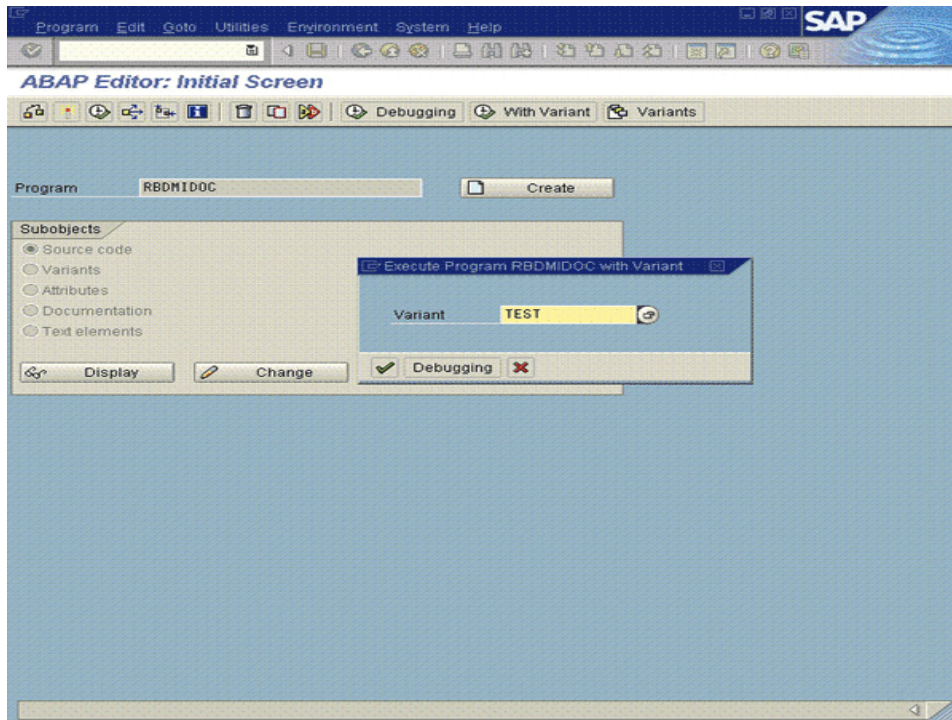 Program Edit Goto Utilities Environment System Help
SAP
ABAP Editor: Initial Screen
Debugging With Variant Variants
Program RBDMIDOC Create
Subobjects
Source code
Variants
Attributes
Documentation
Text elements
Display Change
Execute Program RBDMIDOC with Variant
Variant TEST
Debugging